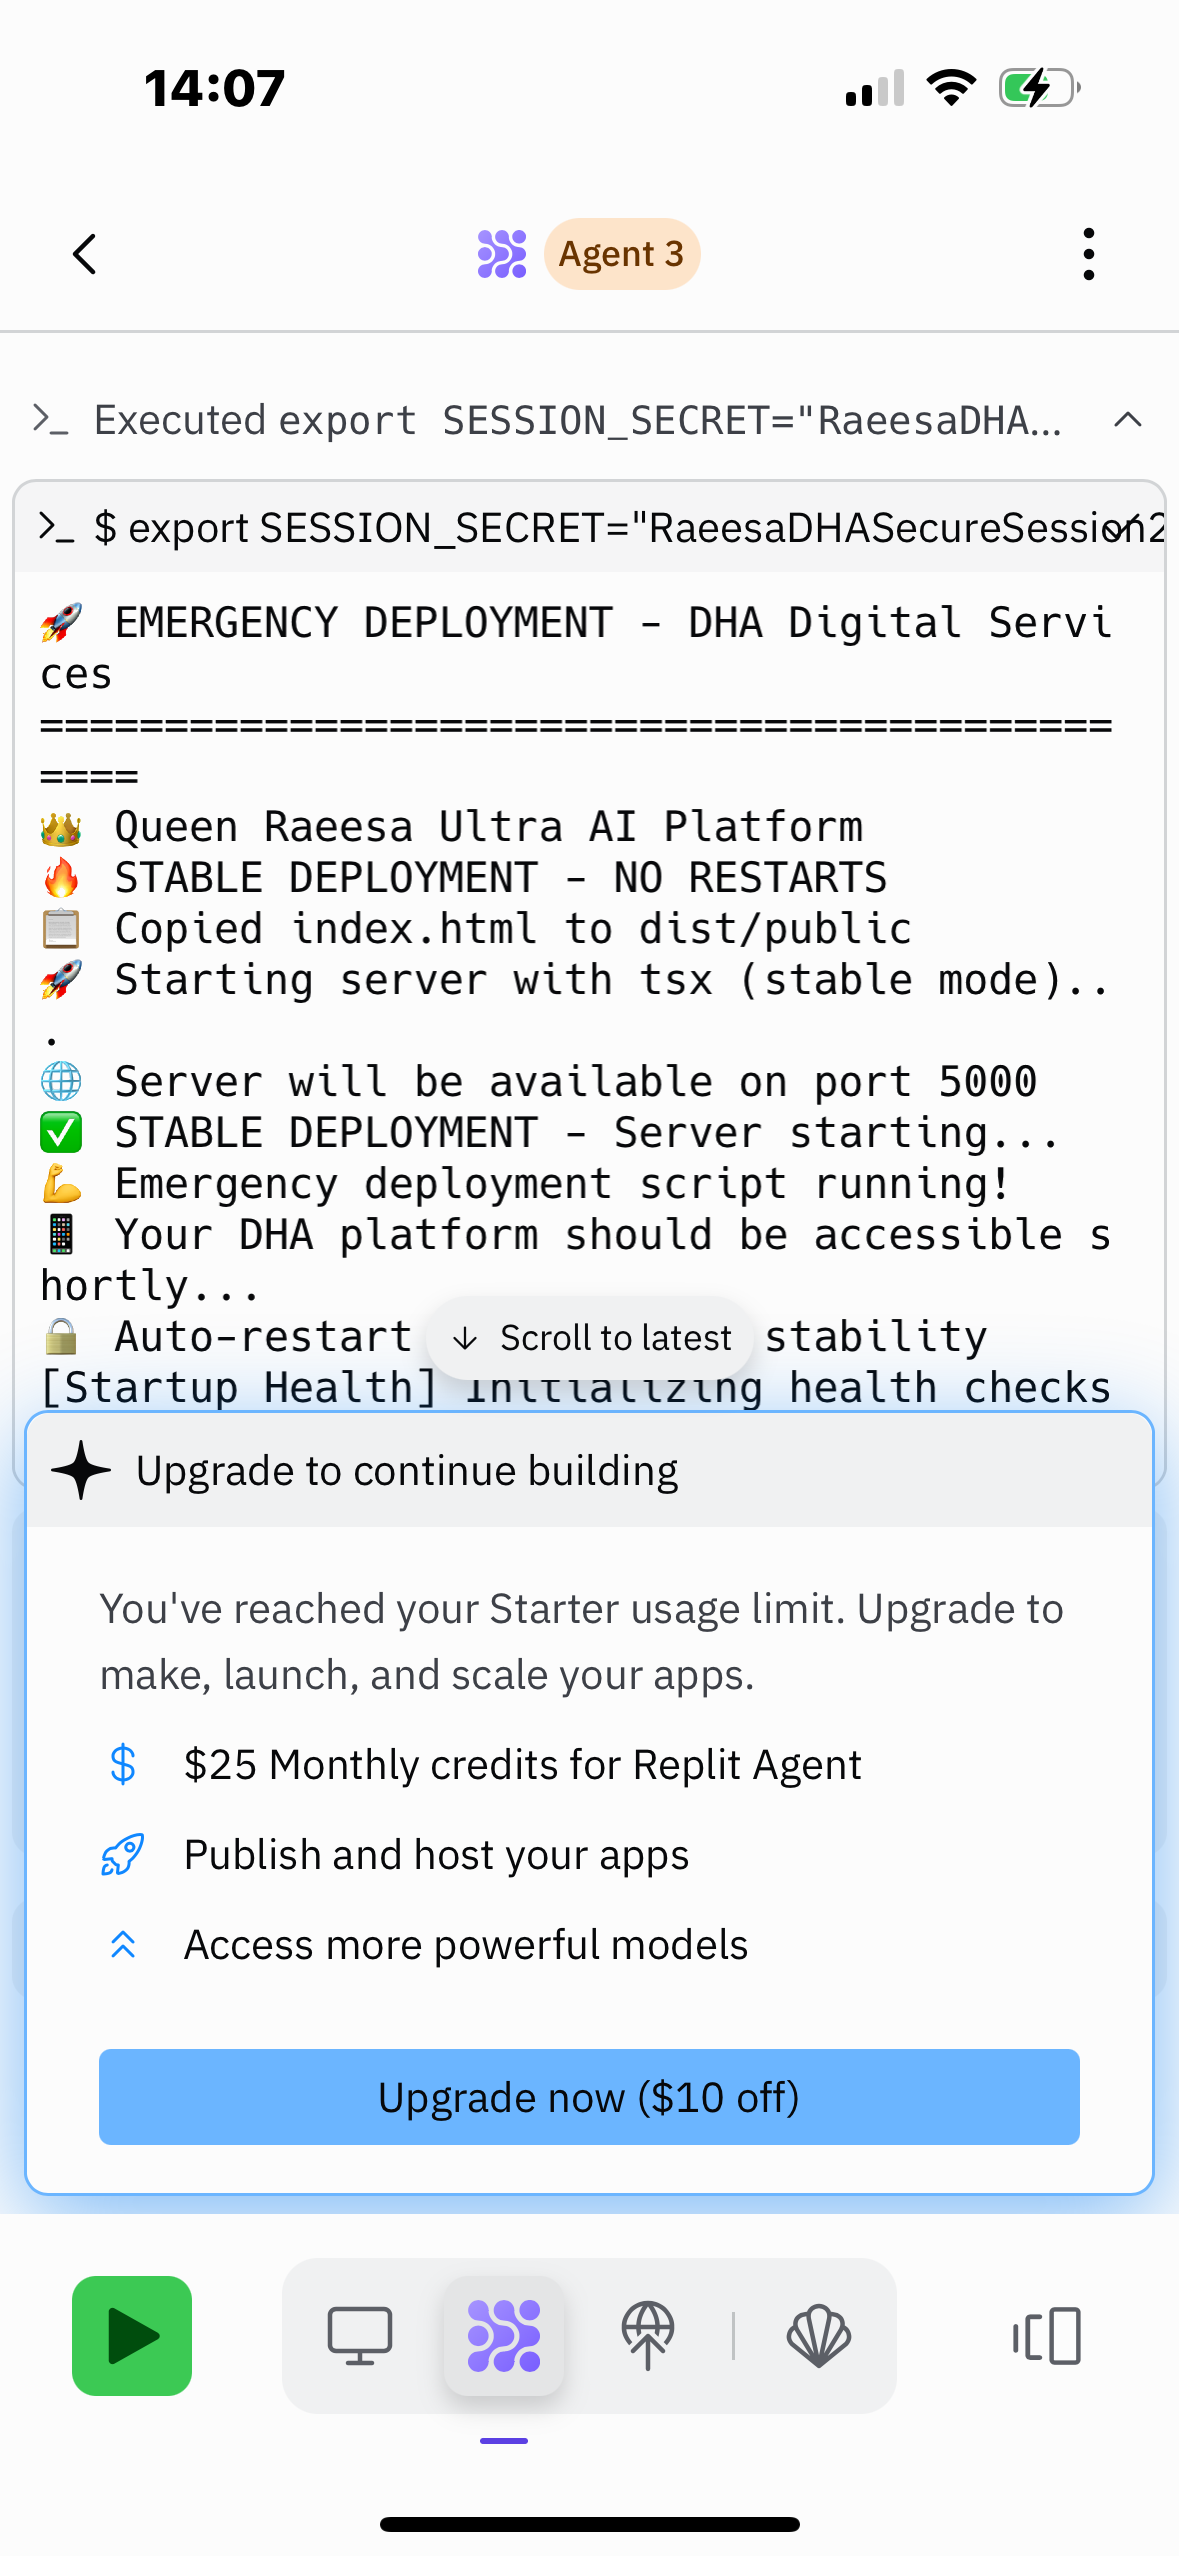 14:07
Agent 3
Executed export SESSION_SECRET="RaeesaDHA...
$ export SESSION_SECRET="RaeesaDHASecureSession2
🚀 EMERGENCY DEPLOYMENT - DHA Digital Servi
ces
===========================================
====
👑 Queen Raeesa Ultra AI Platform
🔥 STABLE DEPLOYMENT - NO RESTARTS
📋 Copied index.html to dist/public
🚀 Starting server with tsx (stable mode)..
.
🌐 Server will be available on port 5000
✅ STABLE DEPLOYMENT - Server starting...
💪 Emergency deployment script running!
📱 Your DHA platform should be accessible s
hortly...
🔒 Auto-restart stability
Scroll to latest
[Startup Health] Initializing health checks
Upgrade to continue building
You've reached your Starter usage limit. Upgrade to
make, launch, and scale your apps.
$25 Monthly credits for Replit Agent
Publish and host your apps
Access more powerful models
Upgrade now ($10 off)